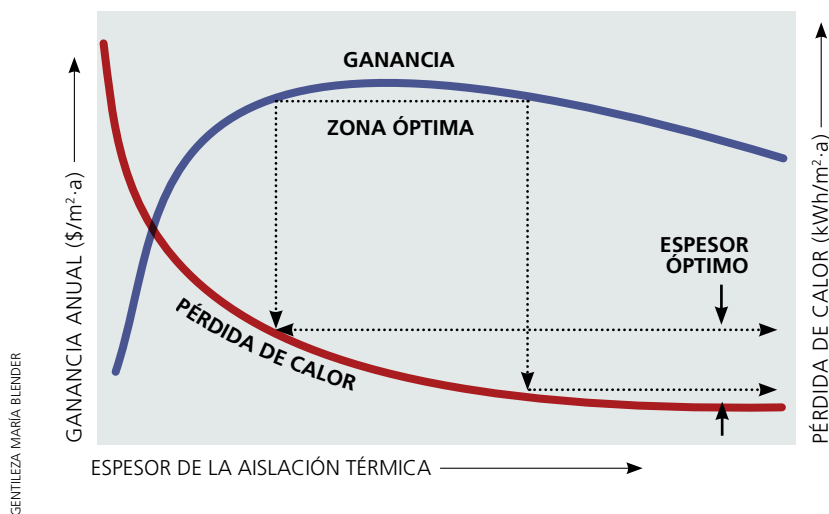 GANANCIA
ZONA ÓPTIMA
ESPESOR
ÓPTIMO
PÉRDIDA DE CALOR
GANANCIA ANUAL ($/m²·a)
PÉRDIDA DE CALOR (kWh/m²·a)
ESPESOR DE LA AISLACIÓN TÉRMICA
GENTILEZA MARÍA BLENDER